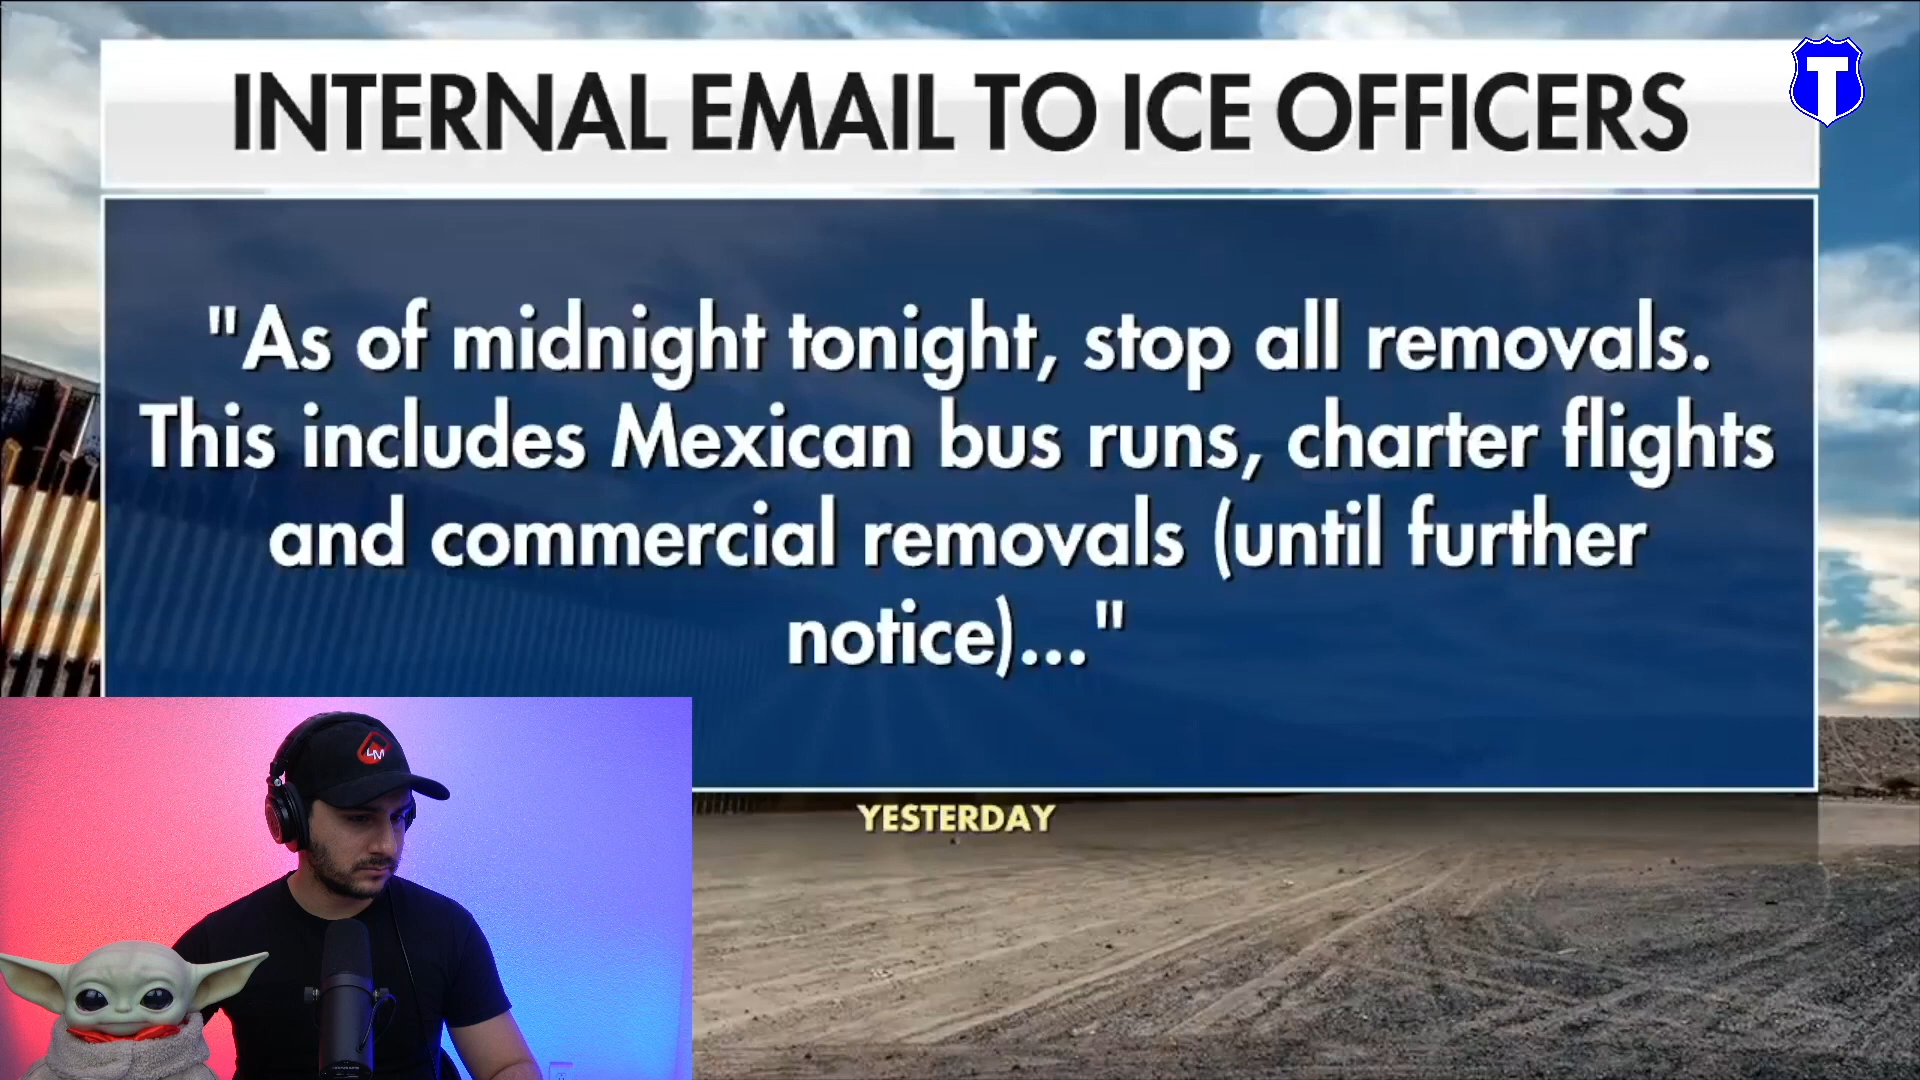 INTERNAL EMAIL TO ICE OFFICERS
T
"As of midnight tonight, stop all removals.
This includes Mexican bus runs, charter flights
and commercial removals (until further
notice)..."
YESTERDAY
4M